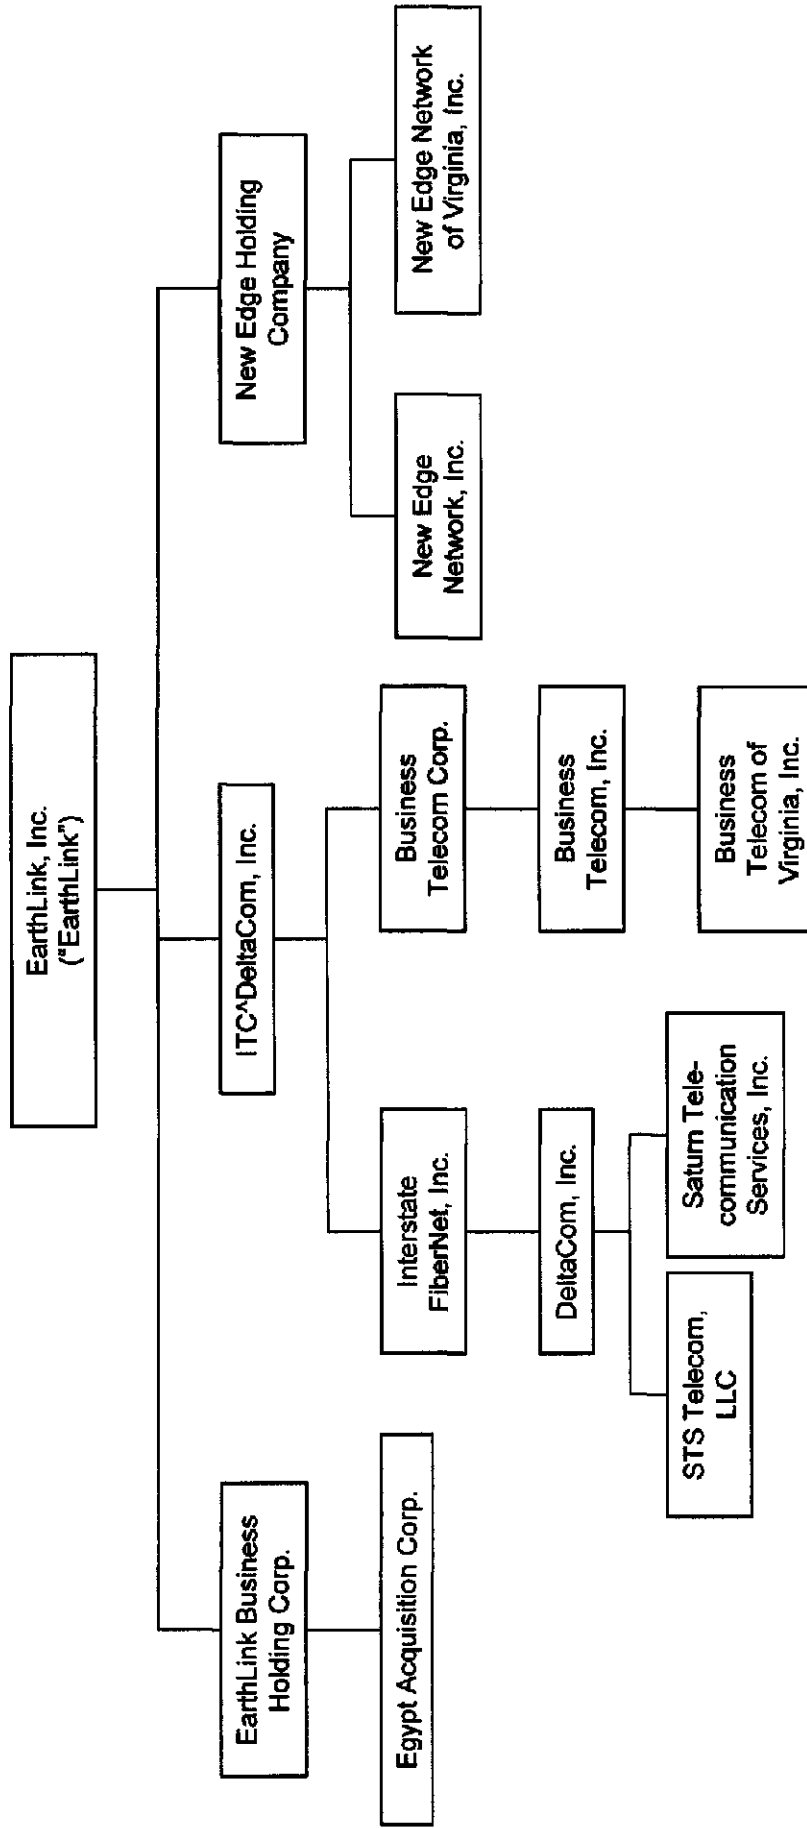 EarthLink, Inc.
("EarthLink")
EarthLink Business
Holding Corp.
ITC^DeltaCom, Inc.
New Edge Holding
Company
Egypt Acquisition Corp.
Interstate
FiberNet, Inc.
Business
Telecom Corp.
New Edge
Network, Inc.
New Edge Network
of Virginia, Inc.
DeltaCom, Inc.
Business
Telecom, Inc.
STS Telecom,
LLC
Saturn Tele-
communication
Services, Inc.
Business
Telecom of
Virginia, Inc.